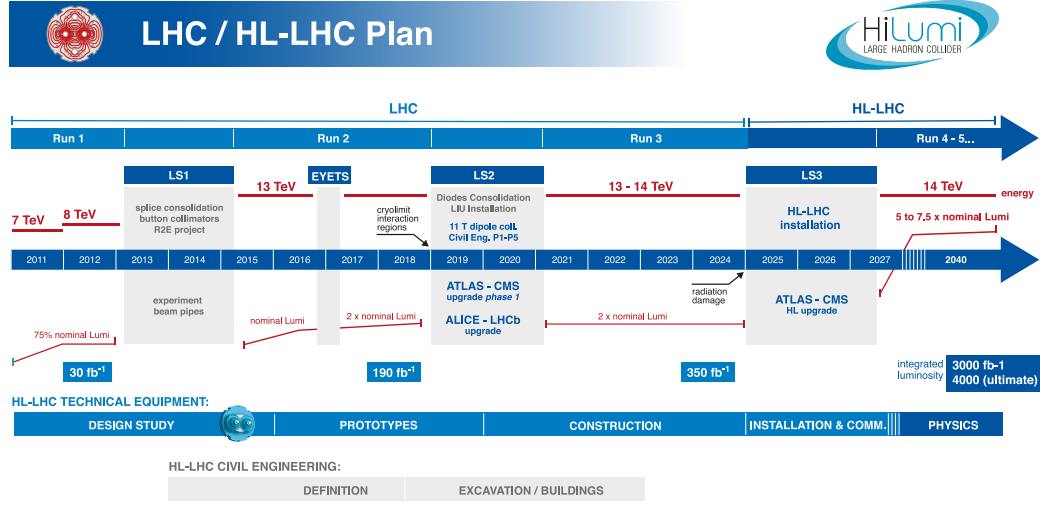 LHC / HL-LHC Plan
HiLumi
LARGE HADRON COLLIDER
LHC
HL-LHC
Run 1
Run 2
Run 3
Run 4 - 5...
LS1
EYETS
LS2
LS3
7 TeV
8 TeV
13 TeV
13 - 14 TeV
14 TeV
energy
splice consolidation
button collimators
R2E project
cryolimit
interaction
regions
Diodes Consolidation
LIU Installation
11 T dipole coll.
Civil Eng. P1-P5
HL-LHC
installation
5 to 7,5 x nominal Lumi
2011 2012 2013 2014 2015 2016 2017 2018 2019 2020 2021 2022 2023 2024 2025 2026 2027 2040
experiment
beam pipes
ATLAS - CMS
upgrade phase 1
ALICE - LHCb
upgrade
radiation
damage
ATLAS - CMS
HL upgrade
75% nominal Lumi
nominal Lumi
2 x nominal Lumi
2 x nominal Lumi
30 fb-1
190 fb-1
350 fb-1
integrated
luminosity
3000 fb-1
4000 (ultimate)
HL-LHC TECHNICAL EQUIPMENT:
DESIGN STUDY
PROTOTYPES
CONSTRUCTION
INSTALLATION & COMM.
PHYSICS
HL-LHC CIVIL ENGINEERING:
DEFINITION
EXCAVATION / BUILDINGS